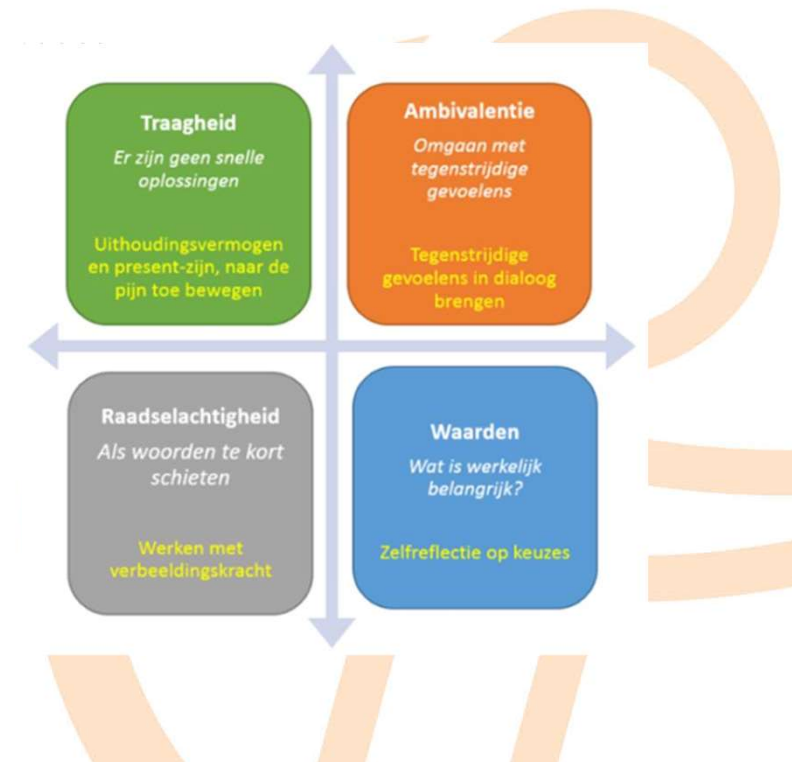 Traagheid
Er zijn geen snelle
oplossingen
Uithoudingsvermogen
en present-zijn, naar de
pijn toe bewegen
Ambivalentie
Omgaan met
tegenstrijdige
gevoelens
Tegenstrijdige
gevoelens in dialoog
brengen
Raadselachtigheid
Als woorden te kort
schieten
Werken met
verbeeldingskracht
Waarden
Wat is werkelijk
belangrijk?
Zelfreflectie op keuzes